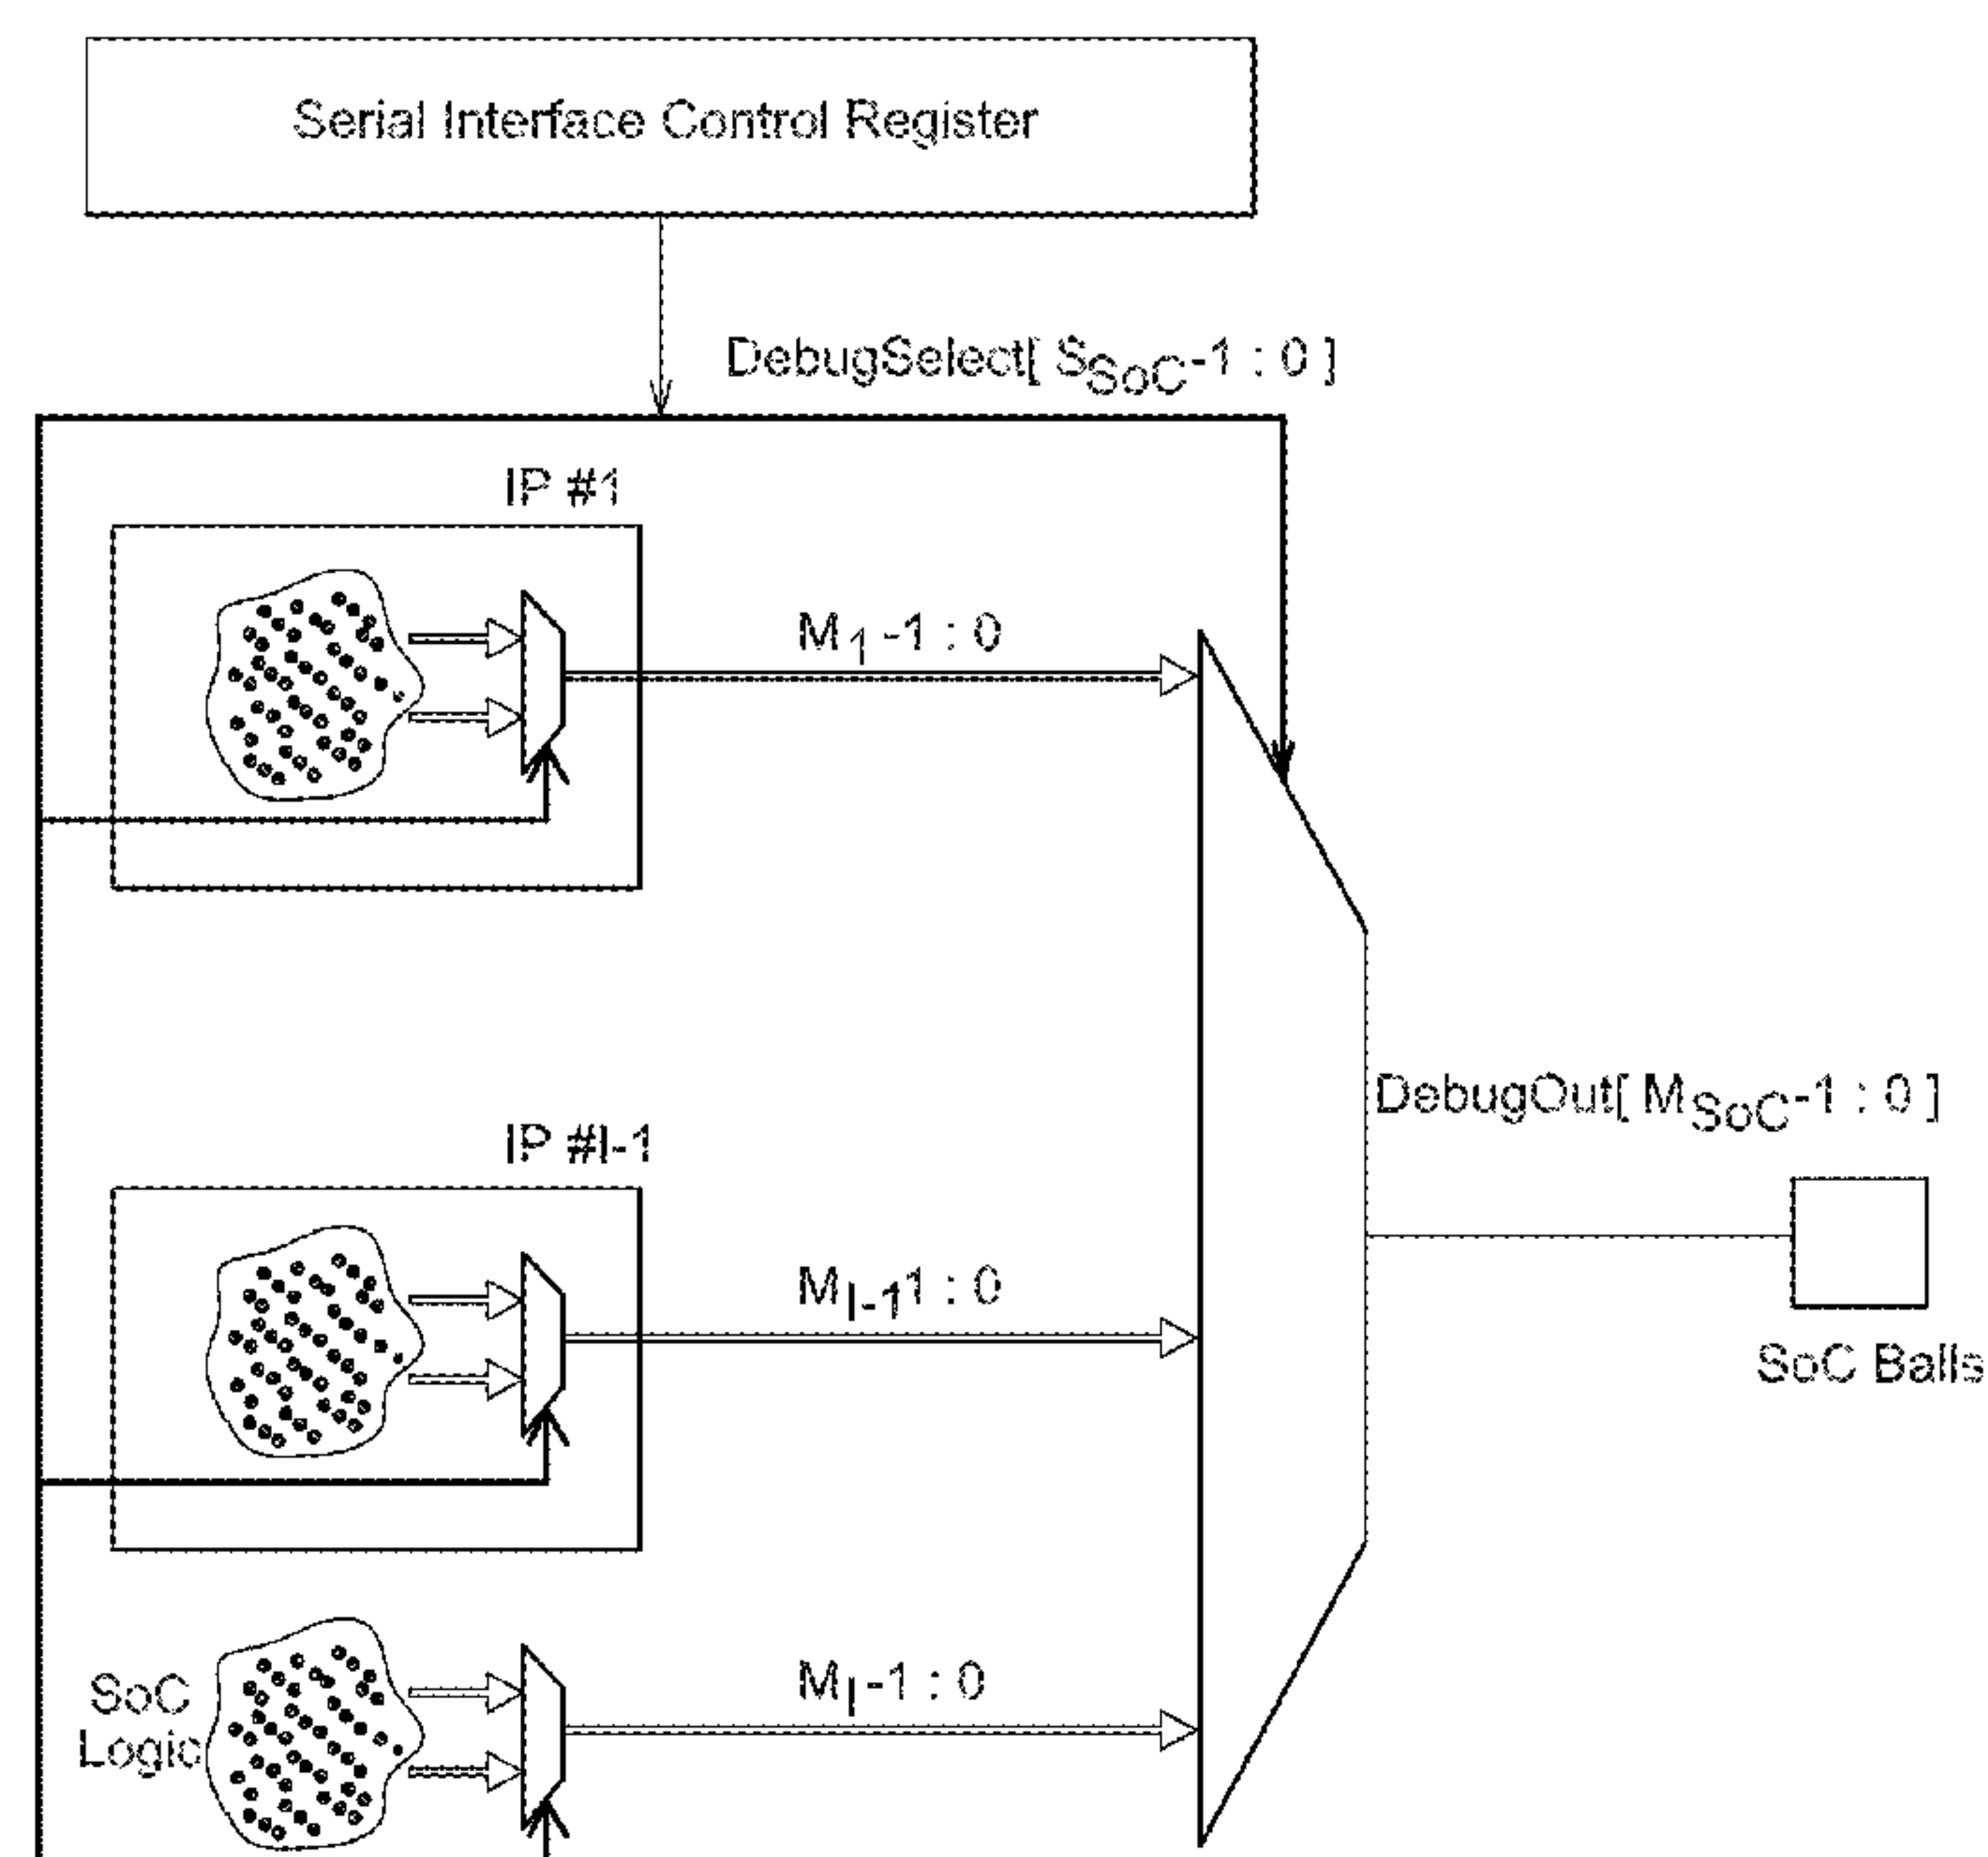 Serial Interface Control Register
DebugSelect[ SSoC-1 : 0 ]
IP #1
M1-1 : 0
DebugOut[ MSoC-1 : 0 ]
IP #I-1
MI-11 : 0
SoC Balls
SoC
Logic
MI-1 : 0